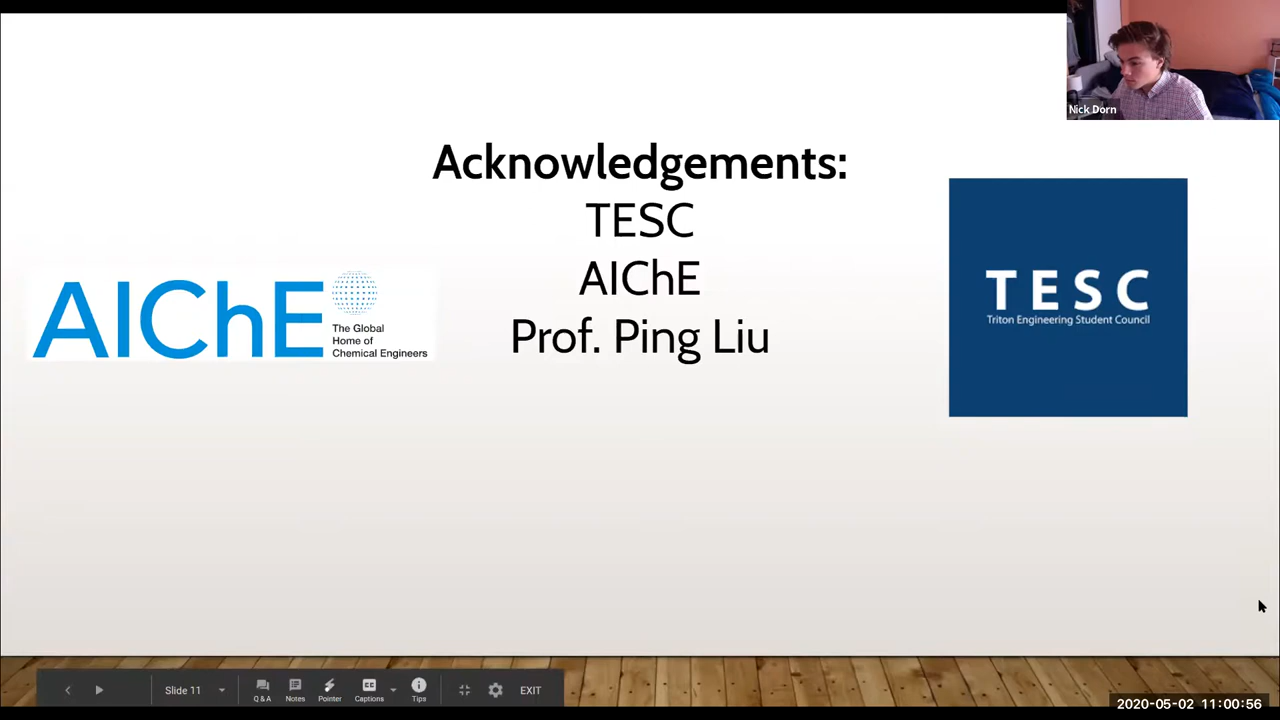 Nick Dorn
Acknowledgements:
TESC
AIChE
Prof. Ping Liu
AIChE
The Global
Home of
Chemical Engineers
TESC
Triton Engineering Student Council
Slide 11
Q & A
Notes
Pointer
Captions
Tips
EXIT
2020-05-02 11:00:56